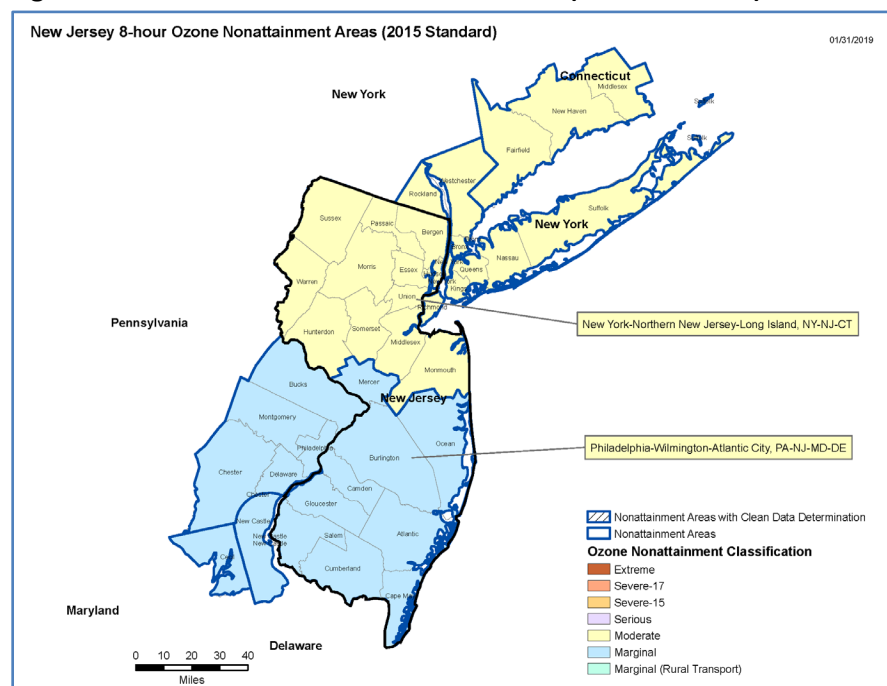 New Jersey 8-hour Ozone Nonattainment Areas (2015 Standard)
01/31/2019
New York
Connecticut
Middlesex
New Haven
Fairfield
Westchester
Rockland
Suffolk
New York
Nassau
Queens
Richmond
Sussex
Passaic
Bergen
Morris
Essex
Warren
Union
Hunterdon
Somerset
Middlesex
Monmouth
Pennsylvania
New York-Northern New Jersey-Long Island, NY-NJ-CT
Bucks
Mercer
New Jersey
Montgomery
Philadelphia
Ocean
Burlington
Philadelphia-Wilmington-Atlantic City, PA-NJ-MD-DE
Chester
Delaware
Camden
Gloucester
New Castle
Salem
Atlantic
Cumberland
Cape May
Maryland
Delaware
0 10 20 30 40
Miles
Nonattainment Areas with Clean Data Determination
Nonattainment Areas
Ozone Nonattainment Classification
Extreme
Severe-17
Severe-15
Serious
Moderate
Marginal
Marginal (Rural Transport)